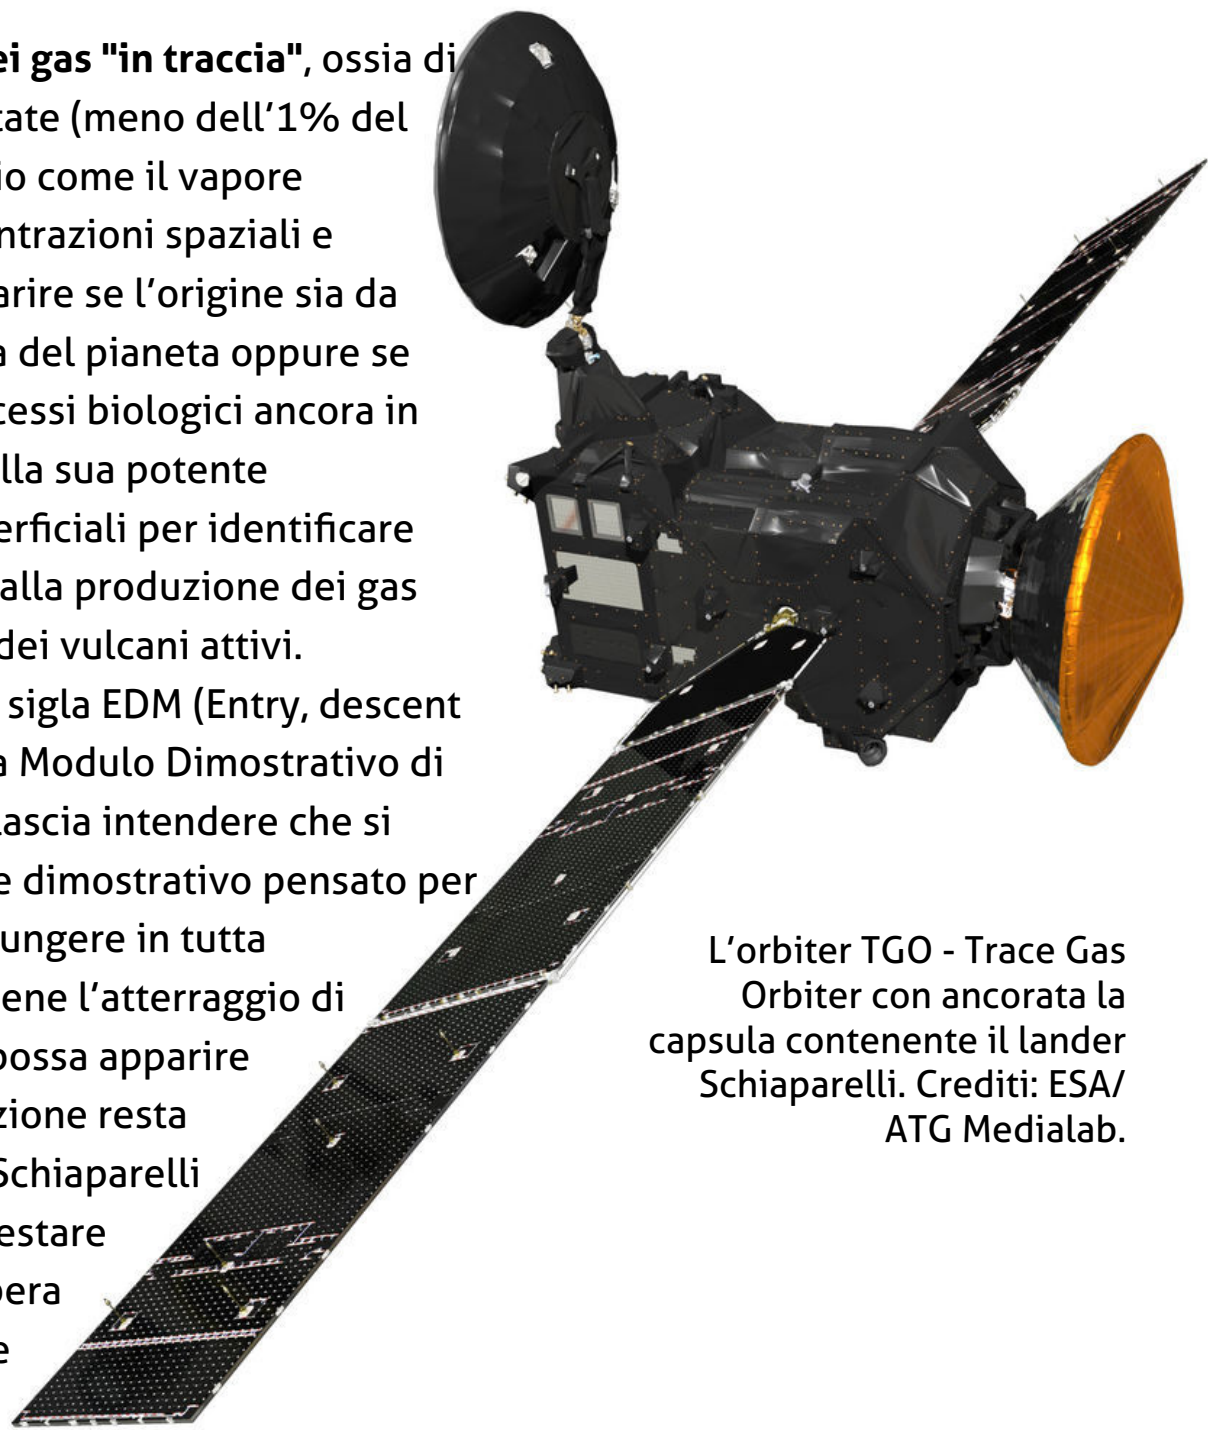 ei gas "in traccia", ossia di
tate (meno dell'1% del
io come il vapore
ntrazioni spaziali e
arire se l'origine sia da
a del pianeta oppure se
cessi biologici ancora in
lla sua potente
erficiali per identificare
alla produzione dei gas
dei vulcani attivi.
sigla EDM (Entry, descent
a Modulo Dimostrativo di
lascia intendere che si
e dimostrativo pensato per
ungere in tutta
ene l'atterraggio di
possa apparire
zione resta
Schiaparelli
estare
pera
e
L'orbiter TGO - Trace Gas
Orbiter con ancorata la
capsula contenente il lander
Schiaparelli. Crediti: ESA/
ATG Medialab.